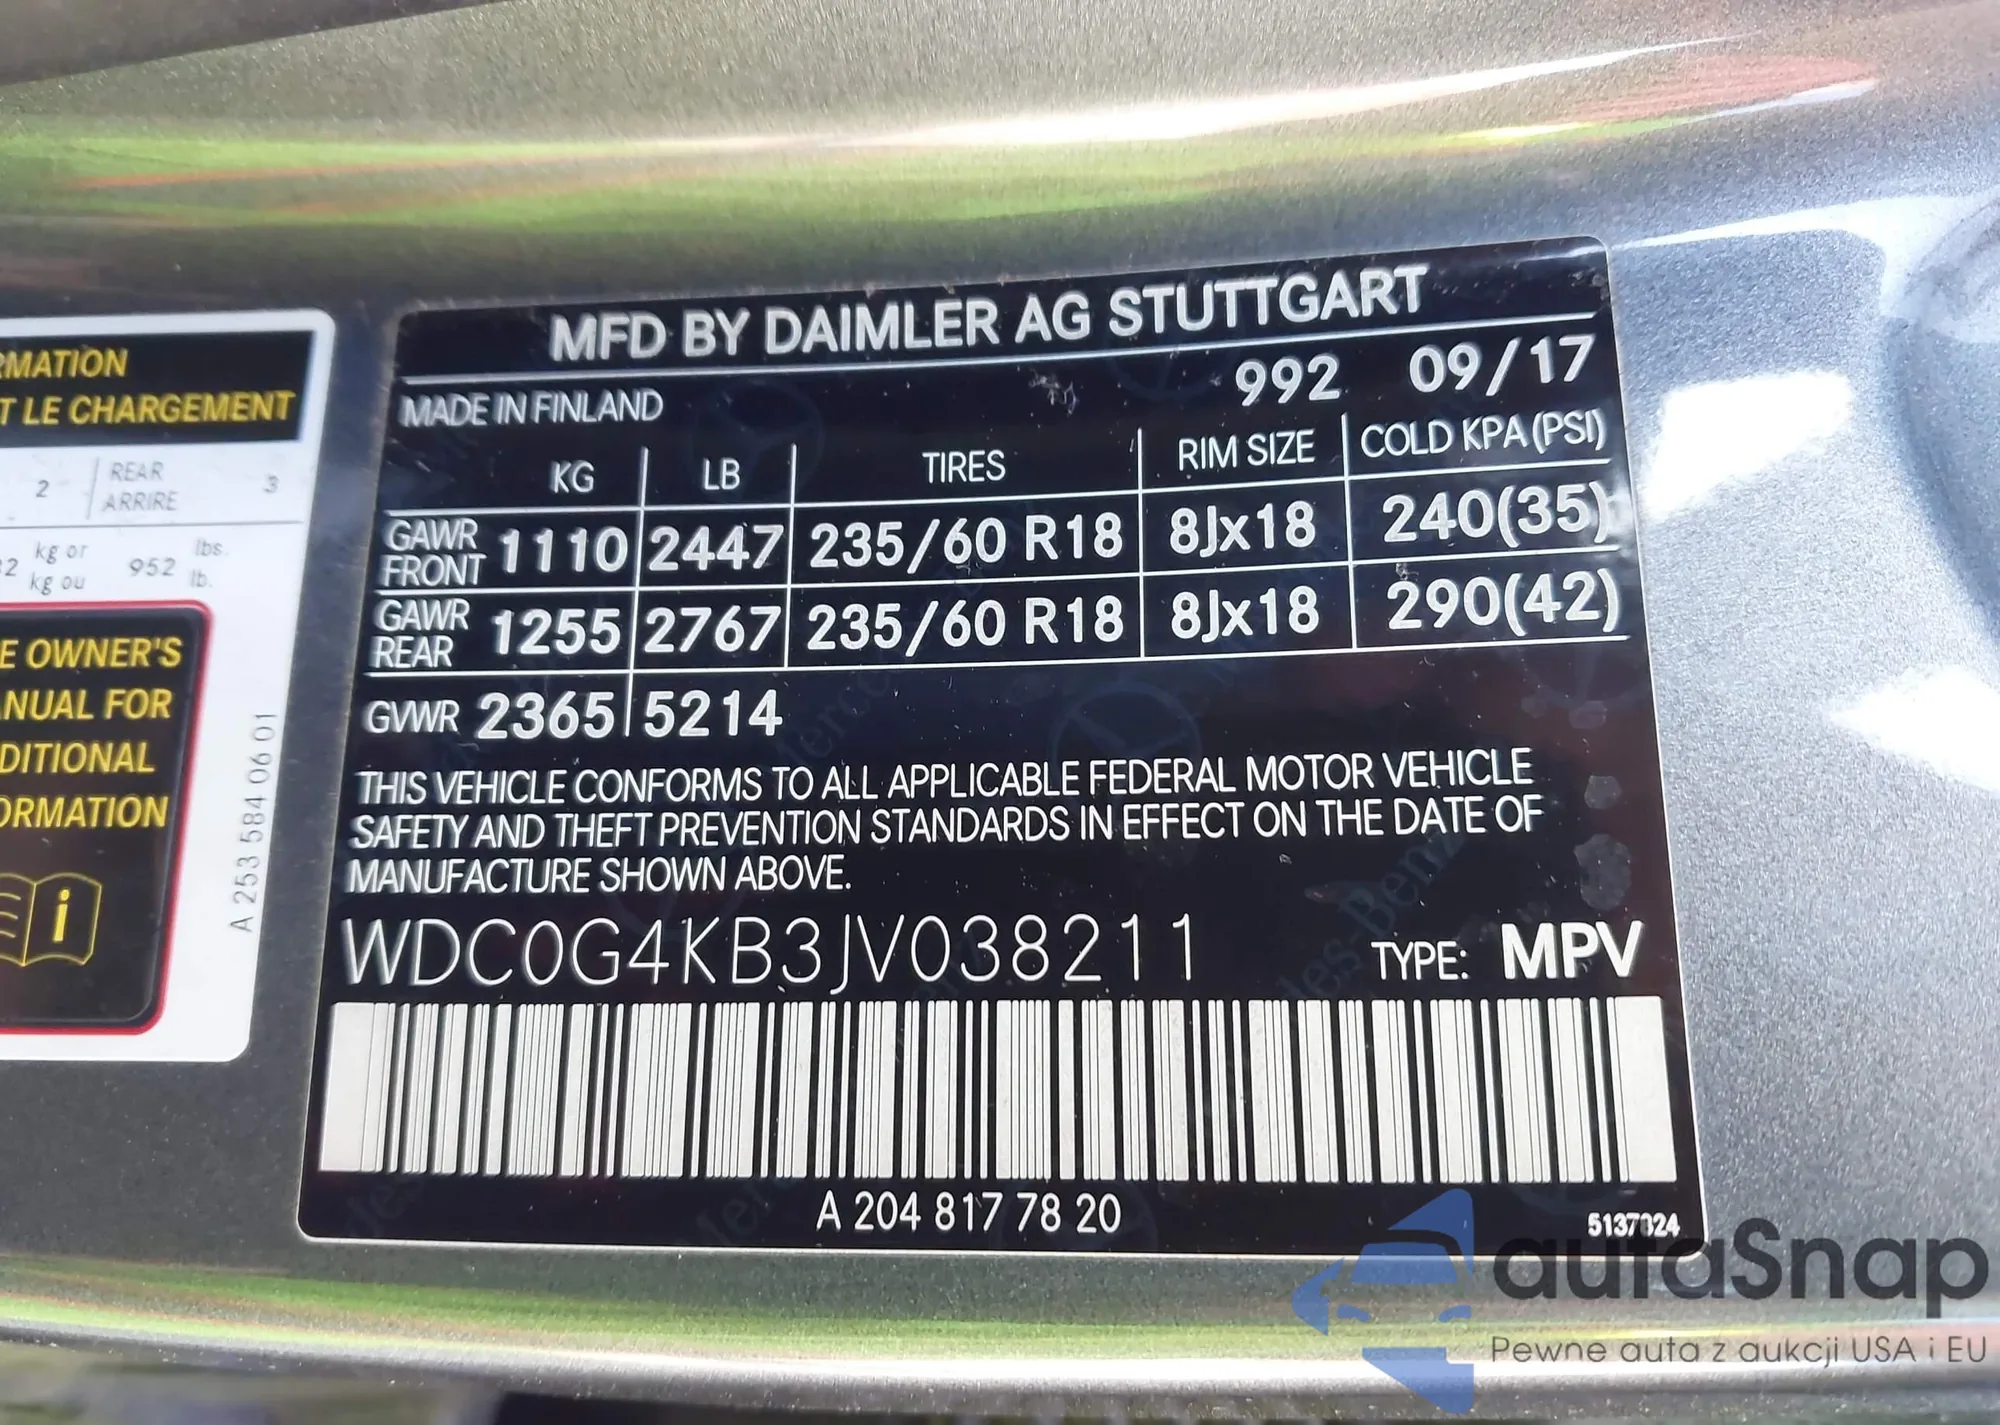 RMATION
T LE CHARGEMENT
2 REAR 3
ARRIRE
2 kg or 952 lbs.
kg ou lb.
E OWNER'S
ANUAL FOR
DITIONAL
ORMATION
i
A 253 584 06 01
MFD BY DAIMLER AG STUTTGART
MADE IN FINLAND 992 09/17
KG LB TIRES RIM SIZE COLD KPA (PSI)
GAWR FRONT 1110 2447 235/60 R18 8Jx18 240(35)
GAWR REAR 1255 2767 235/60 R18 8Jx18 290(42)
GVWR 2365 5214
THIS VEHICLE CONFORMS TO ALL APPLICABLE FEDERAL MOTOR VEHICLE
SAFETY AND THEFT PREVENTION STANDARDS IN EFFECT ON THE DATE OF
MANUFACTURE SHOWN ABOVE.
WDC0G4KB3JV038211 TYPE: MPV
A 204 817 78 20
autaSnap
Pewne auta z aukcji USA i EU